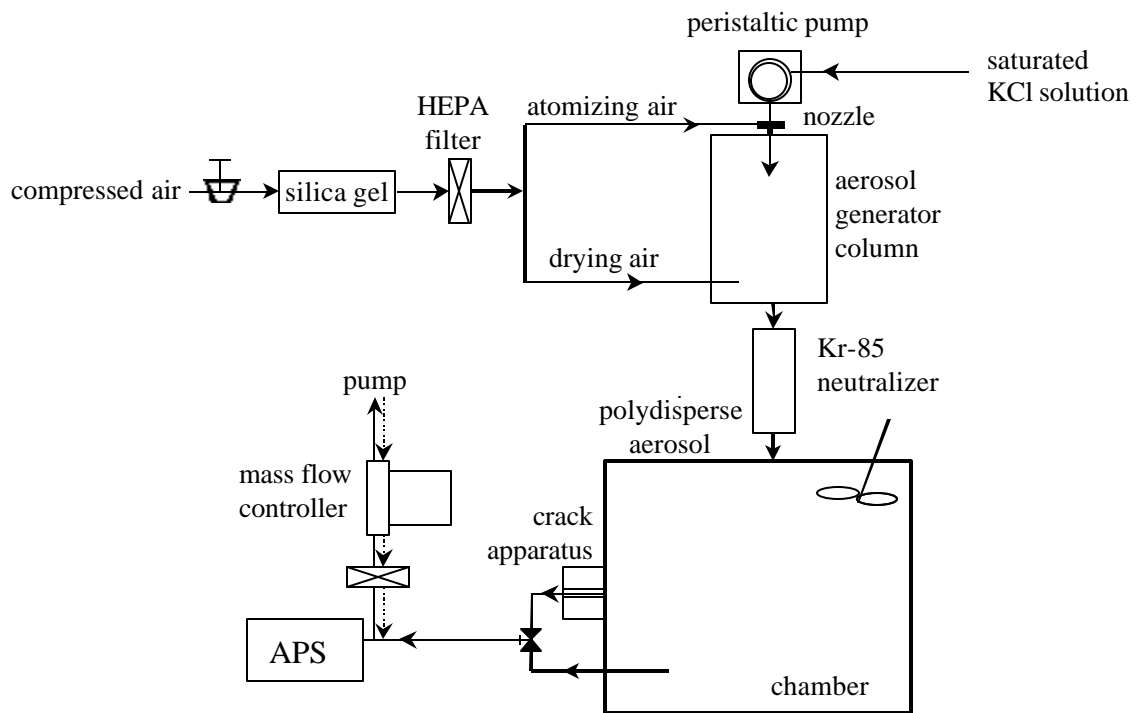 peristaltic pump
saturated
KCl solution
HEPA
filter
atomizing air
nozzle
compressed air
silica gel
aerosol
generator
column
drying air
Kr-85
neutralizer
pump
polydisperse
aerosol
mass flow
controller
crack
apparatus
APS
chamber